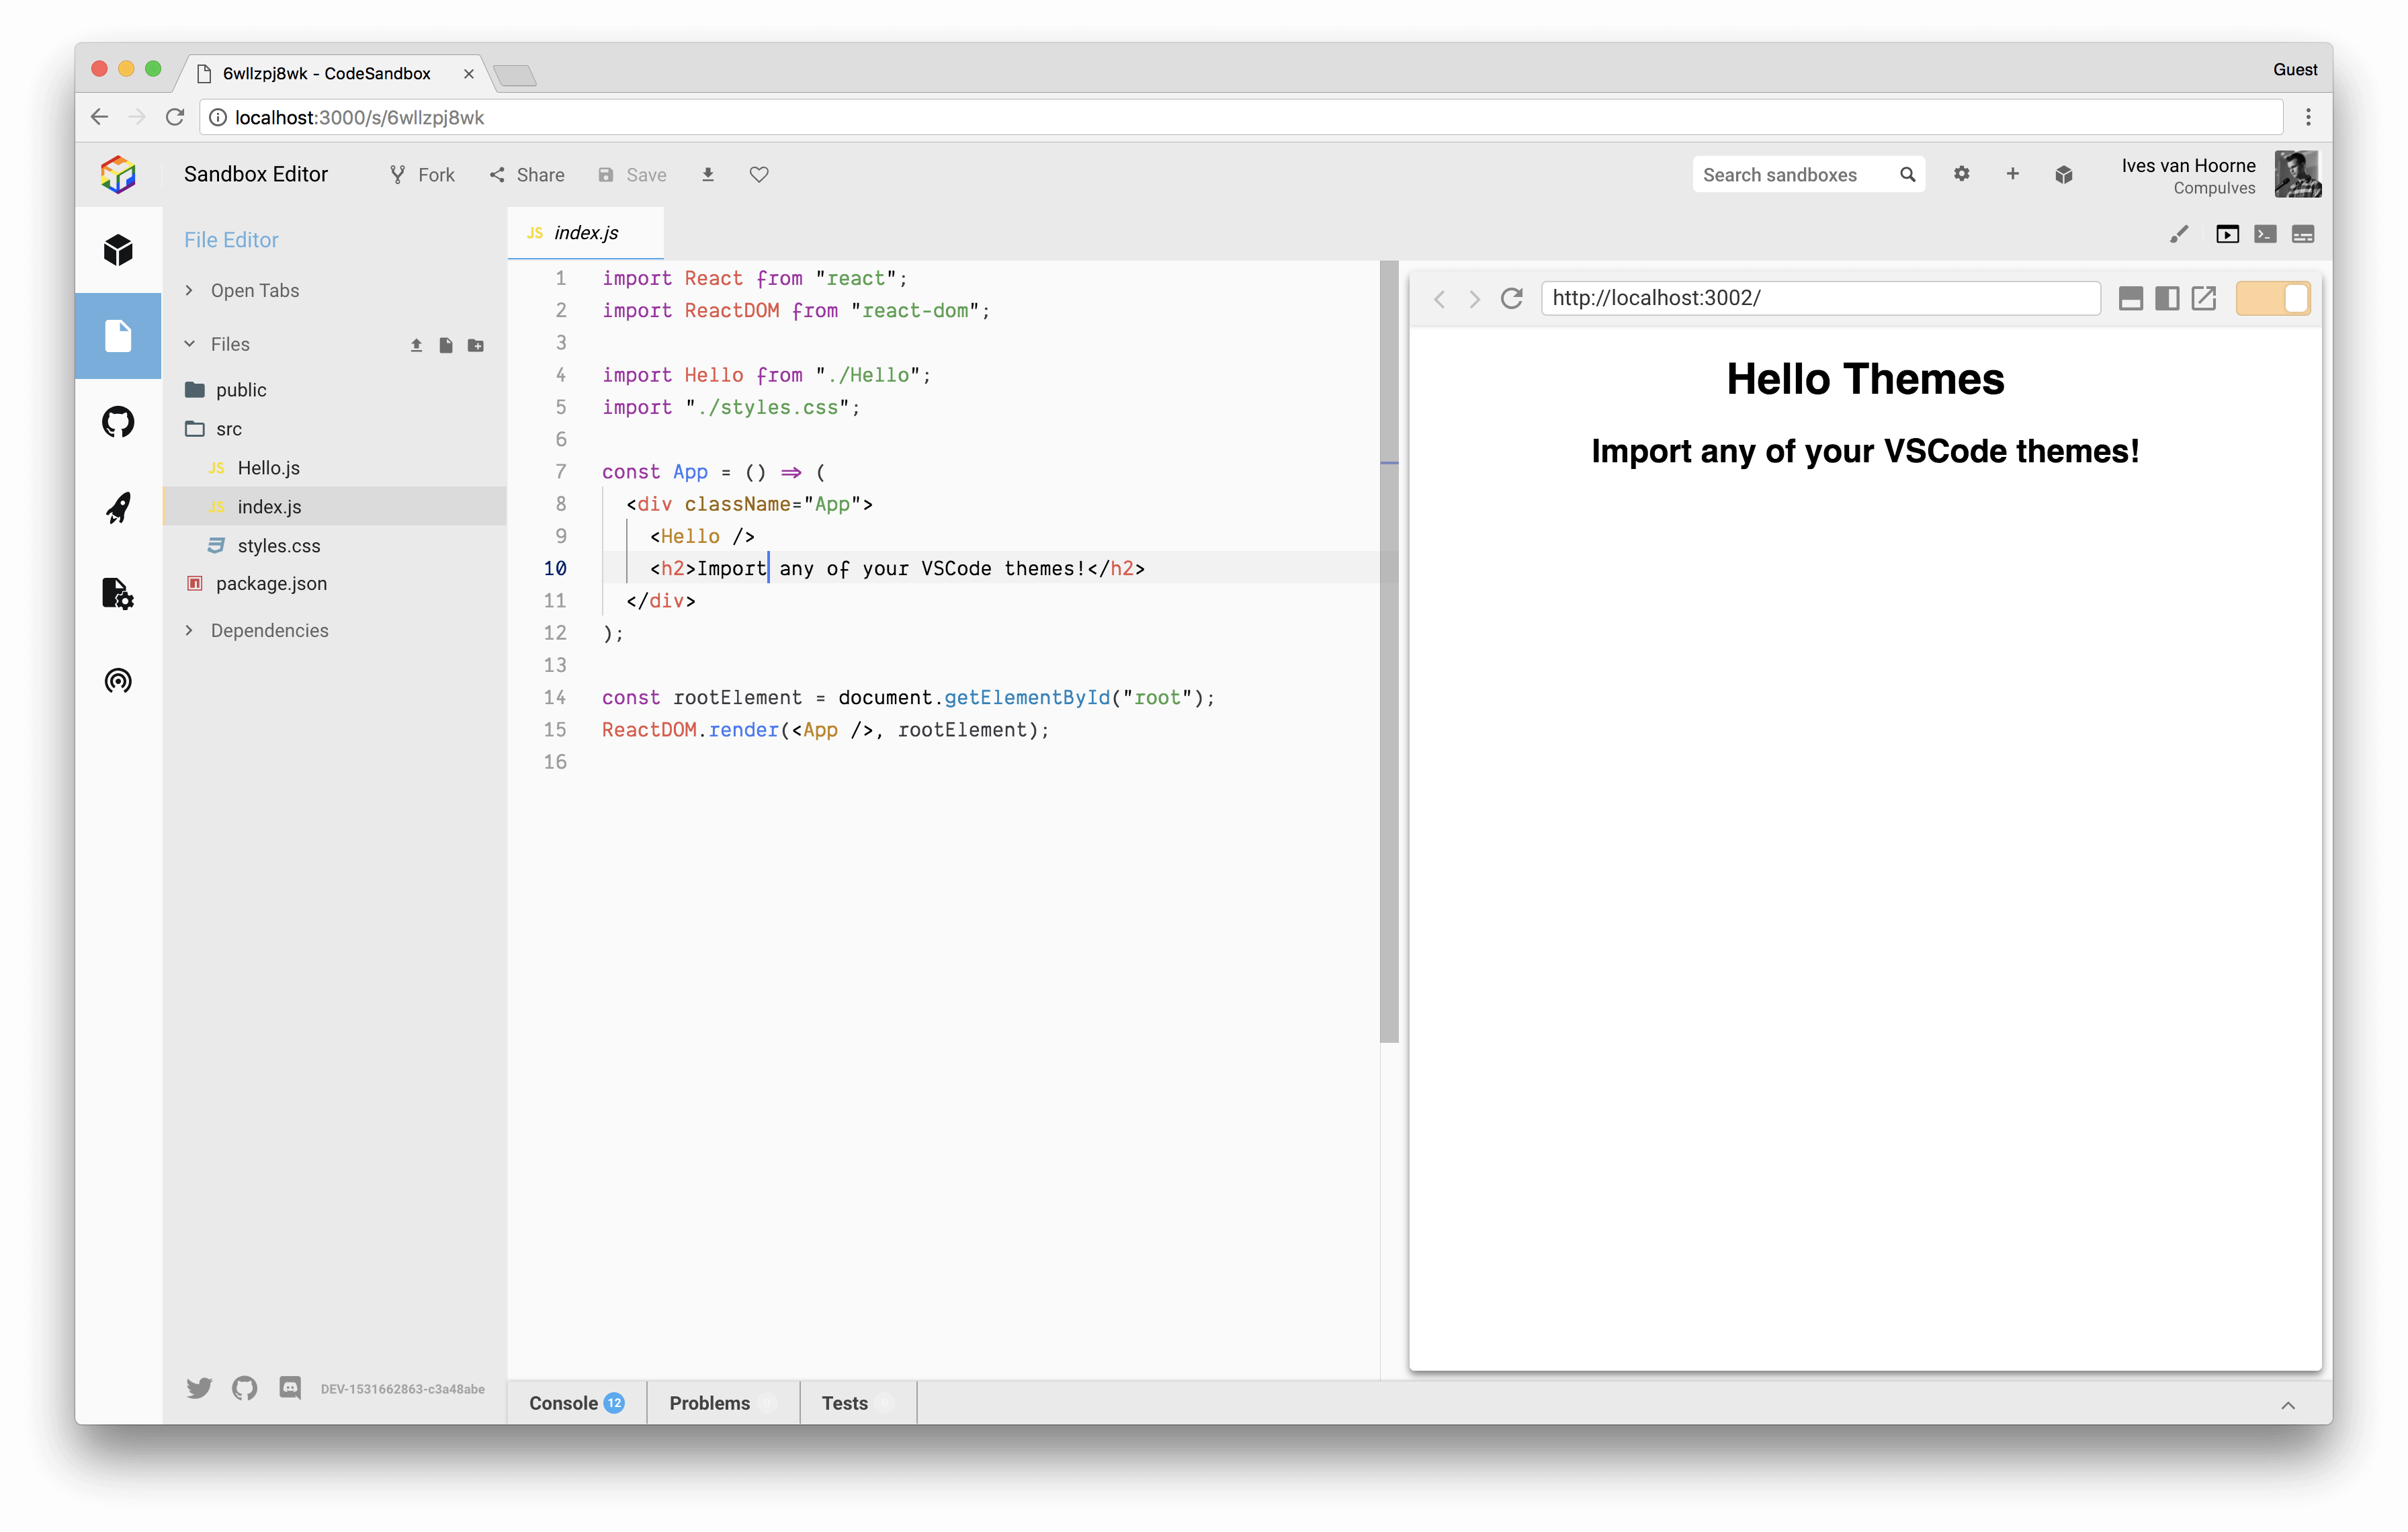 6wllzpj8wk - CodeSandbox
Guest
localhost:3000/s/6wllzpj8wk
Sandbox Editor
Fork
Share
Save
Search sandboxes
Ives van Hoorne
CompuIves
File Editor
Open Tabs
Files
public
src
JS Hello.js
JS index.js
styles.css
package.json
Dependencies
DEV-1531662863-c3a48abe
JS index.js
1 import React from "react";
2 import ReactDOM from "react-dom";
3
4 import Hello from "./Hello";
5 import "./styles.css";
6
7 const App = () => (
8 <div className="App">
9 <Hello />
10 <h2>Import any of your VSCode themes!</h2>
11 </div>
12 );
13
14 const rootElement = document.getElementById("root");
15 ReactDOM.render(<App />, rootElement);
16
http://localhost:3002/
Hello Themes
Import any of your VSCode themes!
Console 12
Problems
Tests